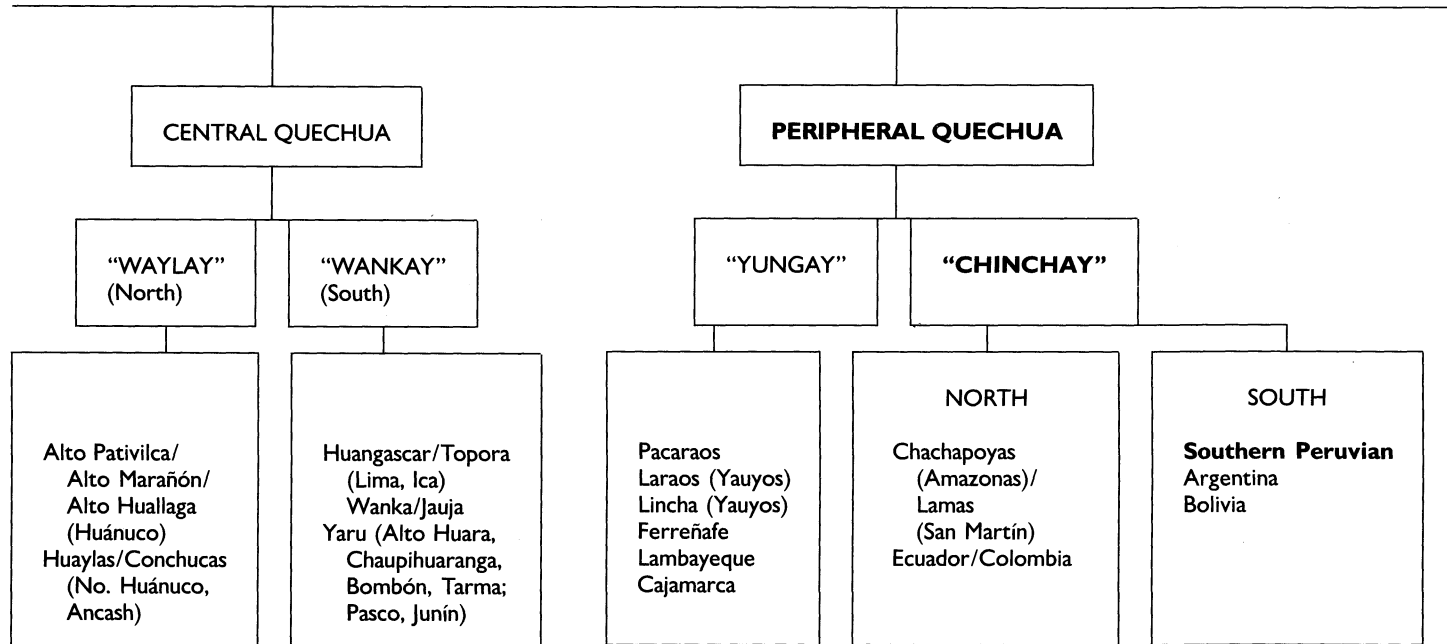 CENTRAL QUECHUA
PERIPHERAL QUECHUA
“WAYLAY”
(North)
“WANKAY”
(South)
“YUNGAY”
“CHINCHAY”
Alto Pativilca/
Alto Marañón/
Alto Huallaga
(Huánuco)
Huaylas/Conchucas
(No. Huánuco,
Ancash)
Huangascar/Topora
(Lima, Ica)
Wanka/Jauja
Yaru (Alto Huara,
Chaupihuaranga,
Bombón, Tarma;
Pasco, Junín)
Pacaraos
Laraos (Yauyos)
Lincha (Yauyos)
Ferreñafe
Lambayeque
Cajamarca
NORTH
Chachapoyas
(Amazonas)/
Lamas
(San Martín)
Ecuador/Colombia
SOUTH
Southern Peruvian
Argentina
Bolivia